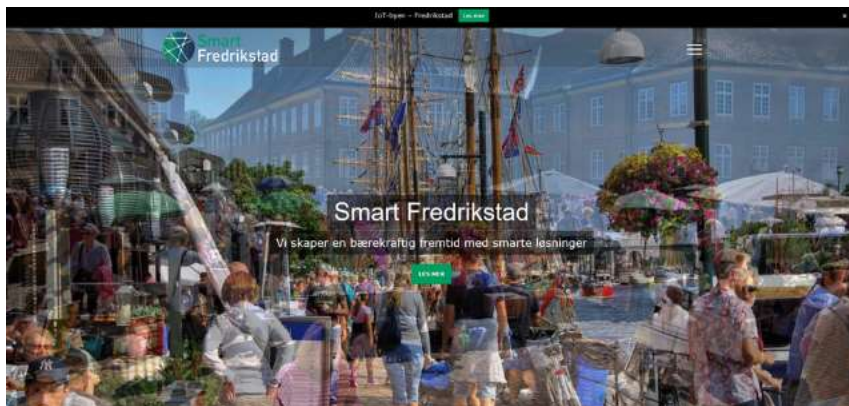 IoT-byen – Fredrikstad Les mer
Smart
Fredrikstad
Smart Fredrikstad
Vi skaper en bærekraftig fremtid med smarte løsninger
LES MER